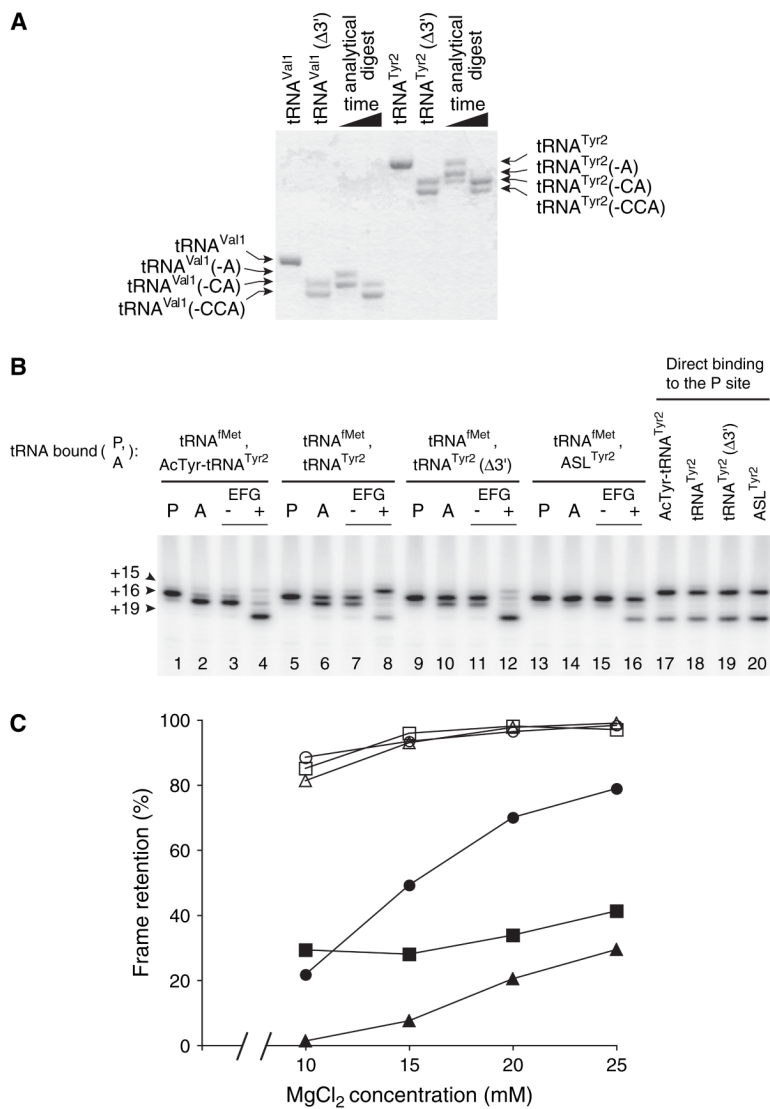 A
tRNA^Val1
tRNA^Val1 (Δ3')
analytical digest
time
tRNA^Tyr2
tRNA^Tyr2 (Δ3')
analytical digest
time
tRNA^Tyr2
tRNA^Tyr2(-A)
tRNA^Tyr2(-CA)
tRNA^Tyr2(-CCA)
tRNA^Val1
tRNA^Val1(-A)
tRNA^Val1(-CA)
tRNA^Val1(-CCA)
B
Direct binding
to the P site
tRNA bound ( P, A ):
tRNA^fMet, AcTyr-tRNA^Tyr2
tRNA^fMet, tRNA^Tyr2
tRNA^fMet, tRNA^Tyr2 (Δ3')
tRNA^fMet, ASL^Tyr2
AcTyr-tRNA^Tyr2
tRNA^Tyr2
tRNA^Tyr2 (Δ3')
ASL^Tyr2
EFG EFG EFG EFG
P A - + P A - + P A - + P A - +
+15
+16
+19
1 2 3 4 5 6 7 8 9 10 11 12 13 14 15 16 17 18 19 20
C
Frame retention (%)
100
80
60
40
20
0
10 15 20 25
MgCl₂ concentration (mM)